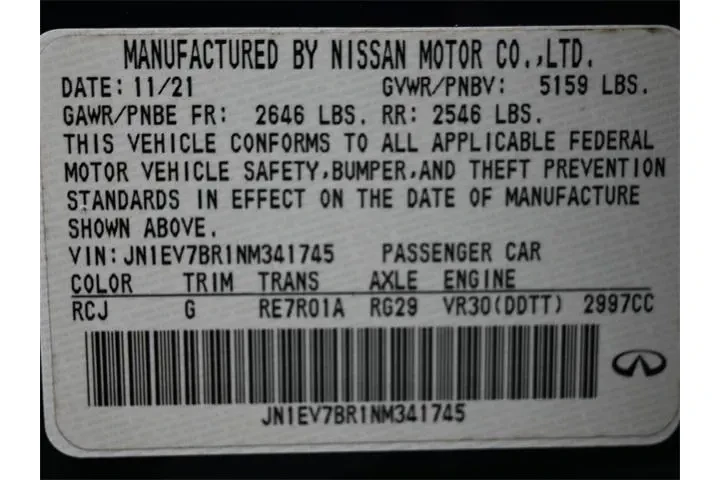 MANUFACTURED BY NISSAN MOTOR CO.,LTD.
DATE: 11/21 GVWR/PNBV: 5159 LBS.
GAWR/PNBE FR: 2646 LBS. RR: 2546 LBS.
THIS VEHICLE CONFORMS TO ALL APPLICABLE FEDERAL
MOTOR VEHICLE SAFETY,BUMPER,AND THEFT PREVENTION
STANDARDS IN EFFECT ON THE DATE OF MANUFACTURE
SHOWN ABOVE.
VIN:JN1EV7BR1NM341745 PASSENGER CAR
COLOR TRIM TRANS AXLE ENGINE
RCJ G RE7R01A RG29 VR30(DDTT) 2997CC
JN1EV7BR1NM341745